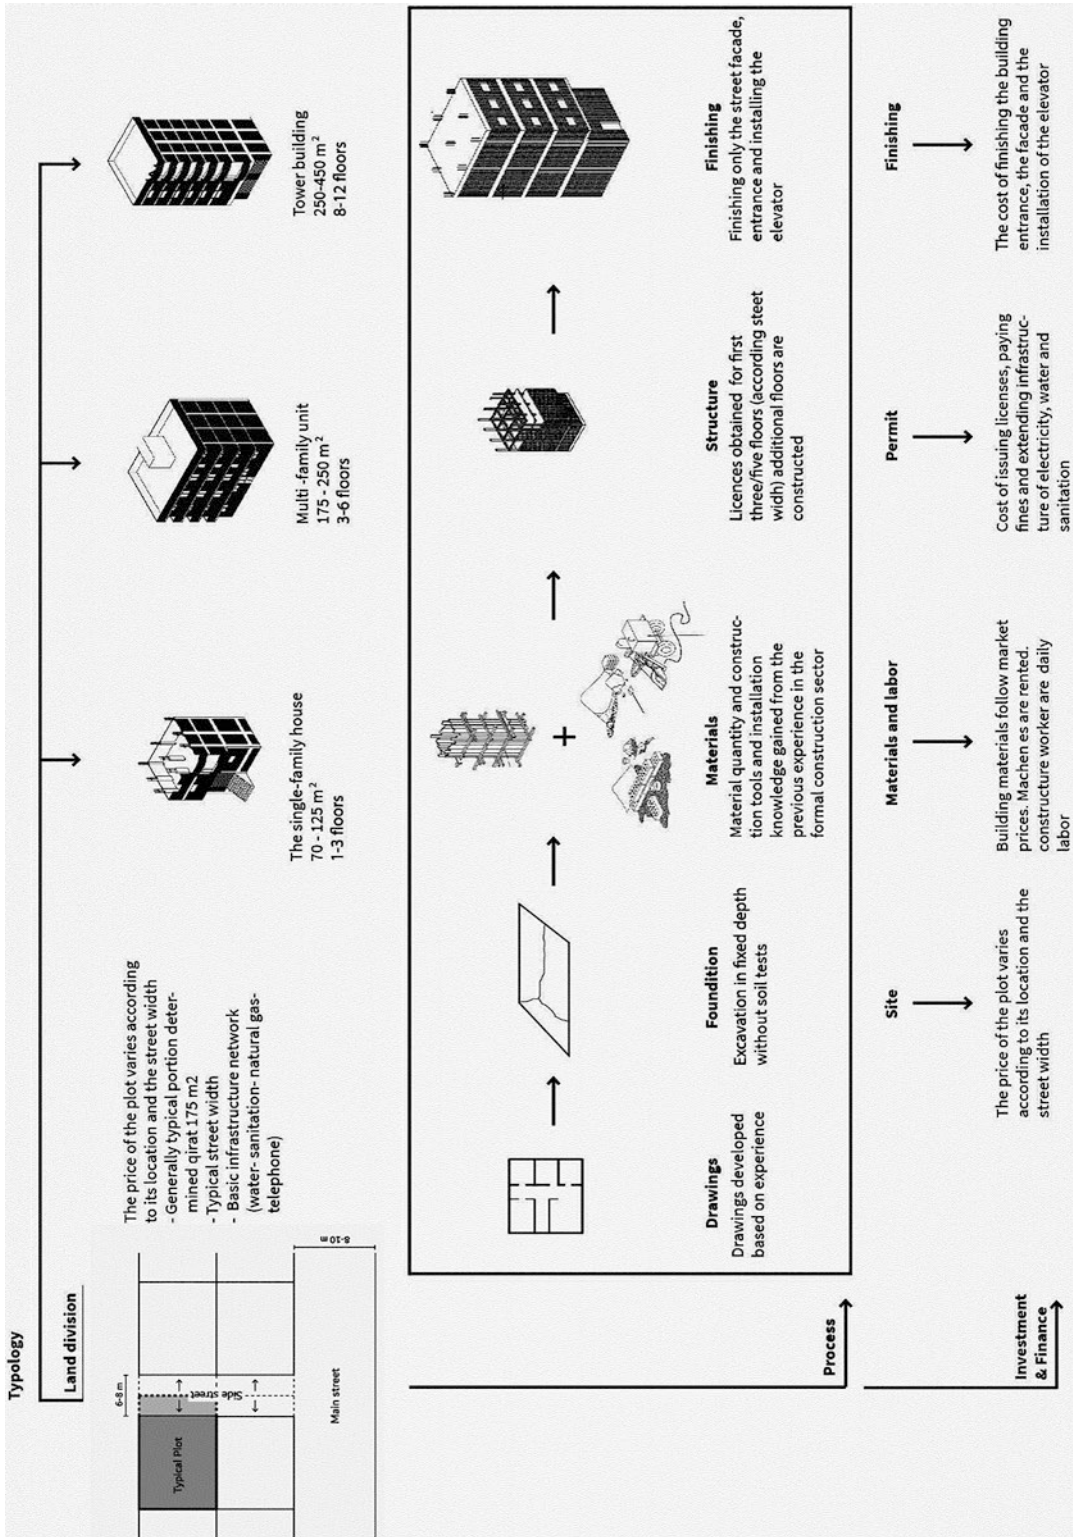 Typology
Land division
6-8 m
Typical Plot
Side street
Main street
8-10 m
The price of the plot varies according
to its location and the street width
- Generally typical portion deter-
mined qirat 175 m2
- Typical street width
- Basic infrastructure network
(water- sanitation- natural gas-
telephone)
The single-family house
70 - 125 m²
1-3 floors
Multi -family unit
175 - 250 m²
3-6 floors
Tower building
250-450 m²
8-12 floors
Process
Drawings
Drawings developed
based on experience
Foundition
Excavation in fixed depth
without soil tests
Materials
Material quantity and construc-
tion tools and installation
knowledge gained from the
previous experience in the
formal construction sector
Structure
Licences obtained for first
three/five floors (according steet
widh) additional floors are
constructed
Finishing
Finishing only the street facade,
entrance and installing the
elevator
Investment
& Finance
Site
The price of the plot varies
according to its location and the
street width
Materials and labor
Building materials follow market
prices. Machen es are rented.
constructure worker are daily
labor
Permit
Cost of issuing licenses, paying
fines and extending infrastruc-
ture of electricity, water and
sanitation
Finishing
The cost of finishing the building
entrance, the facade and the
installation of the elevator